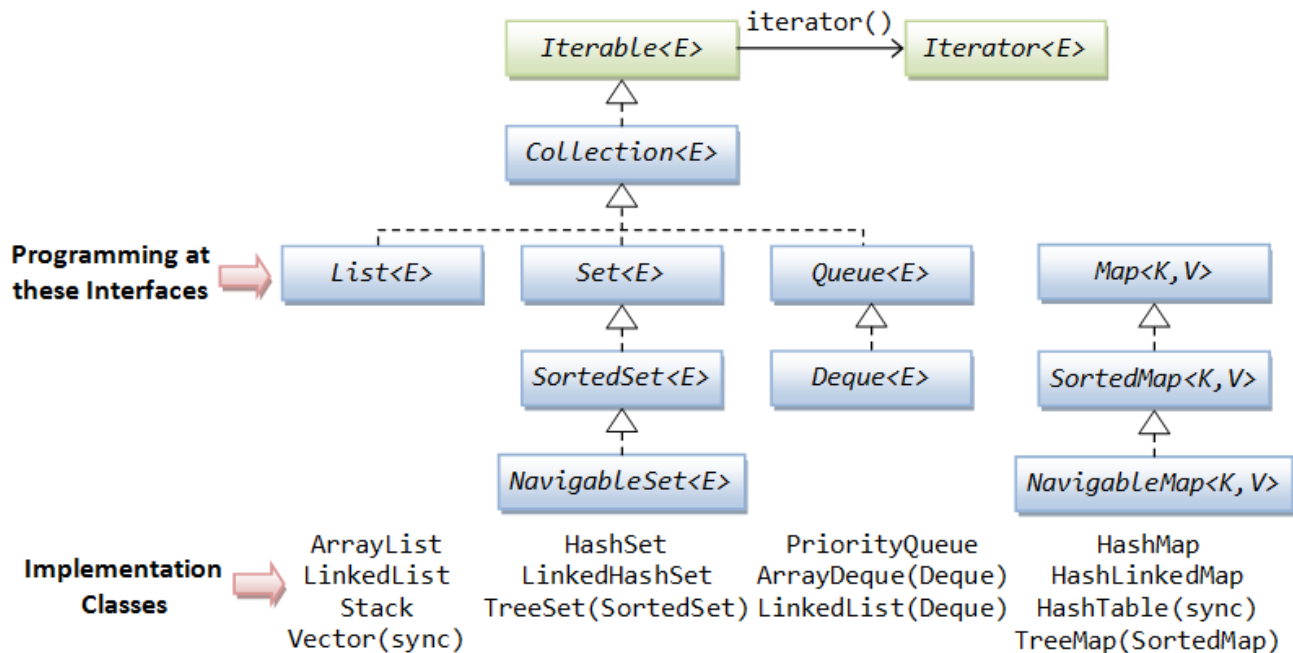 iterator()
Iterable<E>
Iterator<E>
Collection<E>
Programming at
these Interfaces
List<E>
Set<E>
Queue<E>
Map<K,V>
SortedSet<E>
Deque<E>
SortedMap<K,V>
NavigableSet<E>
NavigableMap<K,V>
Implementation
Classes
ArrayList
LinkedList
Stack
Vector(sync)
HashSet
LinkedHashSet
TreeSet(SortedSet)
PriorityQueue
ArrayDeque(Deque)
LinkedList(Deque)
HashMap
HashLinkedMap
HashTable(sync)
TreeMap(SortedMap)